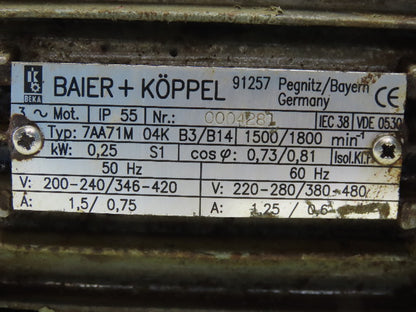 BEKA
BAIER + KÖPPEL 91257 Pegnitz/Bayern
Germany CE
3 ~ Mot. IP 55 Nr.: 0004281 IEC 38 VDE 0530
Typ: 7AA71M 04K B3/B14 1500/1800 min⁻¹
kW: 0,25 S1 cos φ: 0,73/0,81 Isol.Kl.F
50 Hz 60 Hz
V: 200-240/346-420 V: 220-280/380-480
A: 1,5/ 0,75 A: 1,25 / 0,6